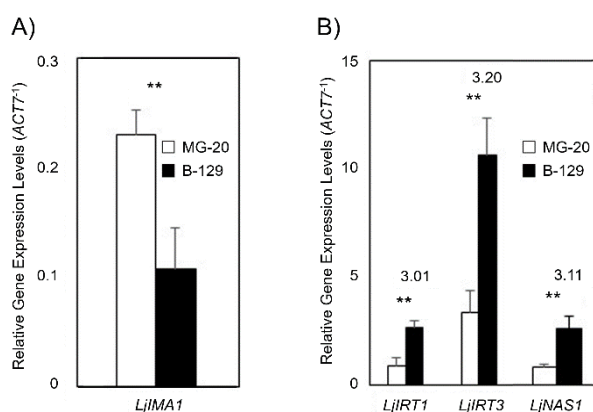 A)
Relative Gene Expression Levels (ACT7⁻¹)
0.3
0.2
0.1
0
**
MG-20
B-129
LjIMA1
B)
Relative Gene Expression Levels (ACT7⁻¹)
15
10
5
0
3.20
**
MG-20
B-129
3.01
**
3.11
**
LjIRT1 LjIRT3 LjNAS1